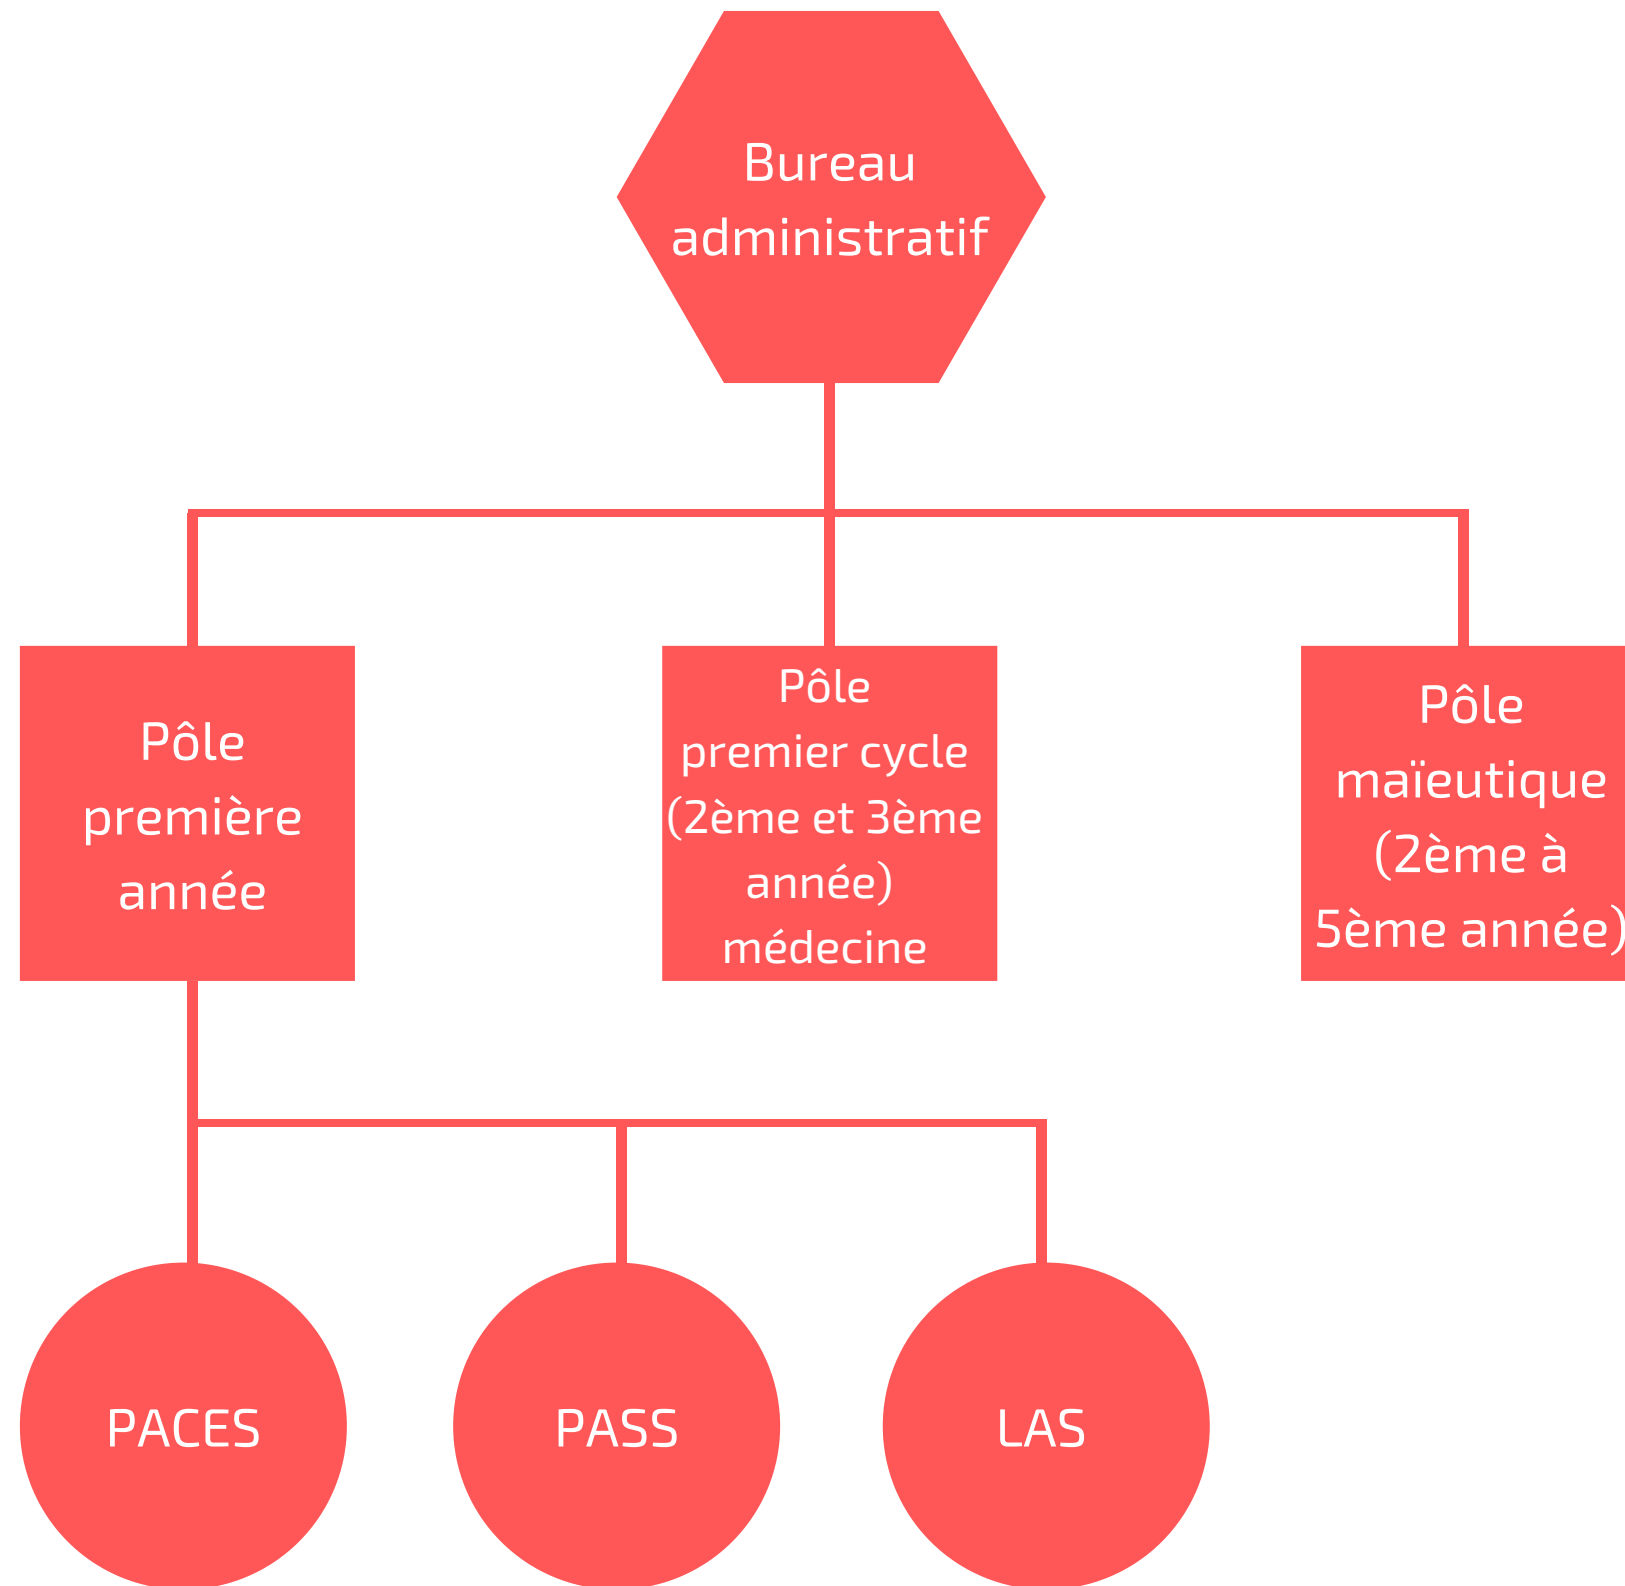 Bureau
administratif
Pôle
première
année
Pôle
premier cycle
(2ème et 3ème
année)
médecine
Pôle
maïeutique
(2ème à
5ème année)
PACES
PASS
LAS